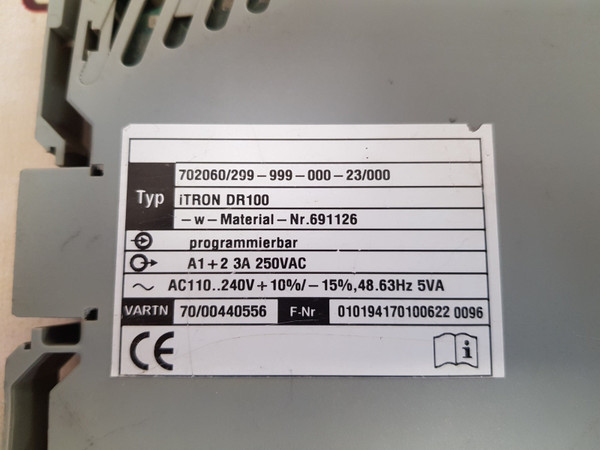 702060/299-999-000-23/000
Typ
iTRON DR100
-w-Material-Nr.691126
programmierbar
A1+2 3A 250VAC
AC110..240V+10%/-15%,48.63Hz 5VA
VARTN 70/00440556 F-Nr 010194170100622 0096
CE i